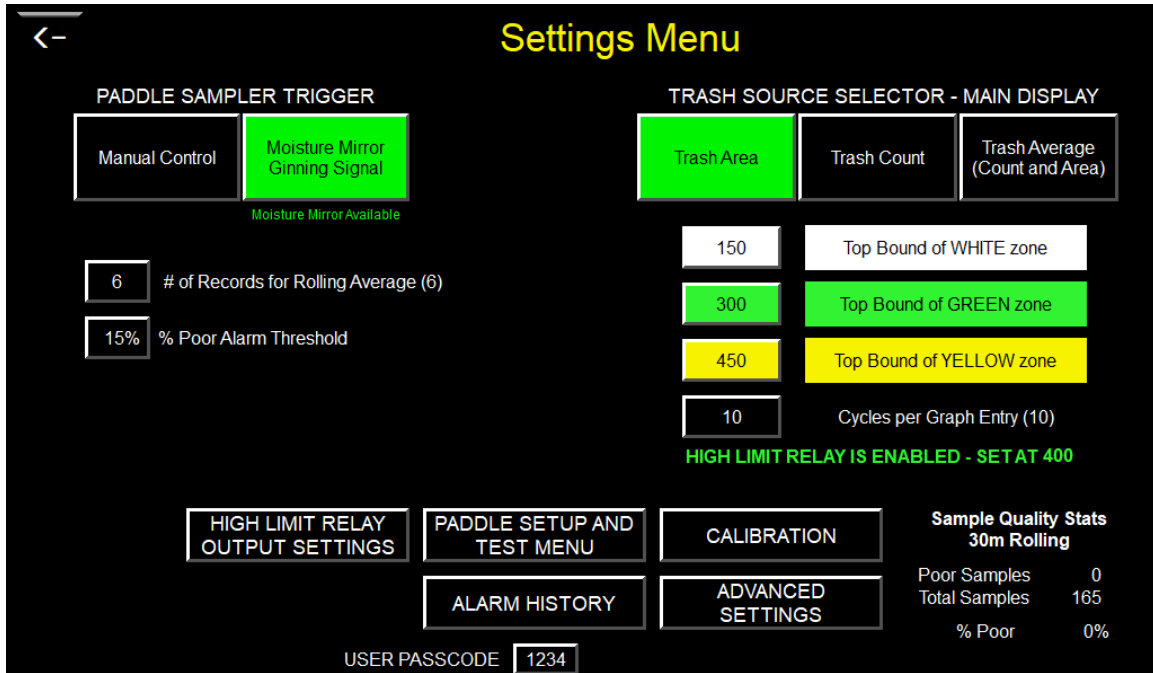 <-
Settings Menu
PADDLE SAMPLER TRIGGER
Manual Control
Moisture Mirror
Ginning Signal
Moisture Mirror Available
6 # of Records for Rolling Average (6)
15% % Poor Alarm Threshold
TRASH SOURCE SELECTOR - MAIN DISPLAY
Trash Area
Trash Count
Trash Average
(Count and Area)
150 Top Bound of WHITE zone
300 Top Bound of GREEN zone
450 Top Bound of YELLOW zone
10 Cycles per Graph Entry (10)
HIGH LIMIT RELAY IS ENABLED - SET AT 400
HIGH LIMIT RELAY
OUTPUT SETTINGS
PADDLE SETUP AND
TEST MENU
CALIBRATION
ALARM HISTORY
ADVANCED
SETTINGS
USER PASSCODE 1234
Sample Quality Stats
30m Rolling
Poor Samples 0
Total Samples 165
% Poor 0%